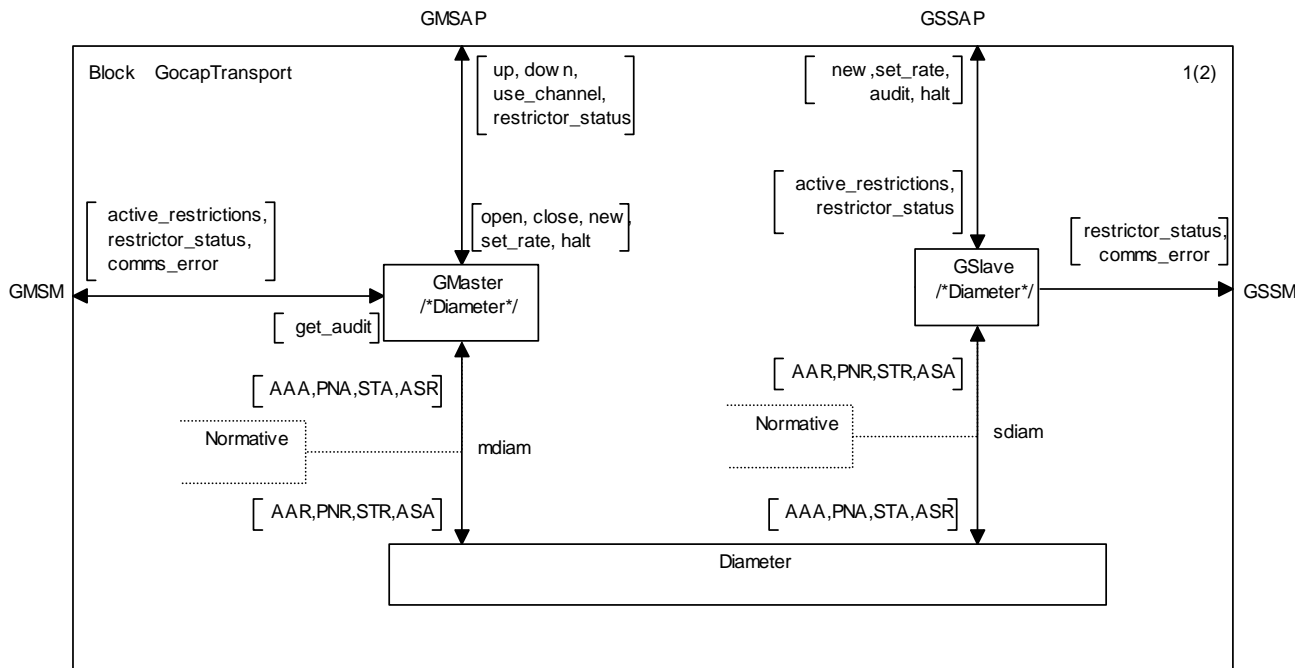 GMSAP
GSSAP
Block GocapTransport
1(2)
up, down,
use_channel,
restrictor_status
new ,set_rate,
audit, halt
active_restrictions,
restrictor_status
active_restrictions,
restrictor_status,
comms_error
open, close, new ,
set_rate, halt
restrictor_status,
comms_error
GMSM
GMaster
/*Diameter*/
GSlave
/*Diameter*/
GSSM
get_audit
AAA,PNA,STA,ASR
AAR,PNR,STR,ASA
Normative
mdiam
Normative
sdiam
AAR,PNR,STR,ASA
AAA,PNA,STA,ASR
Diameter